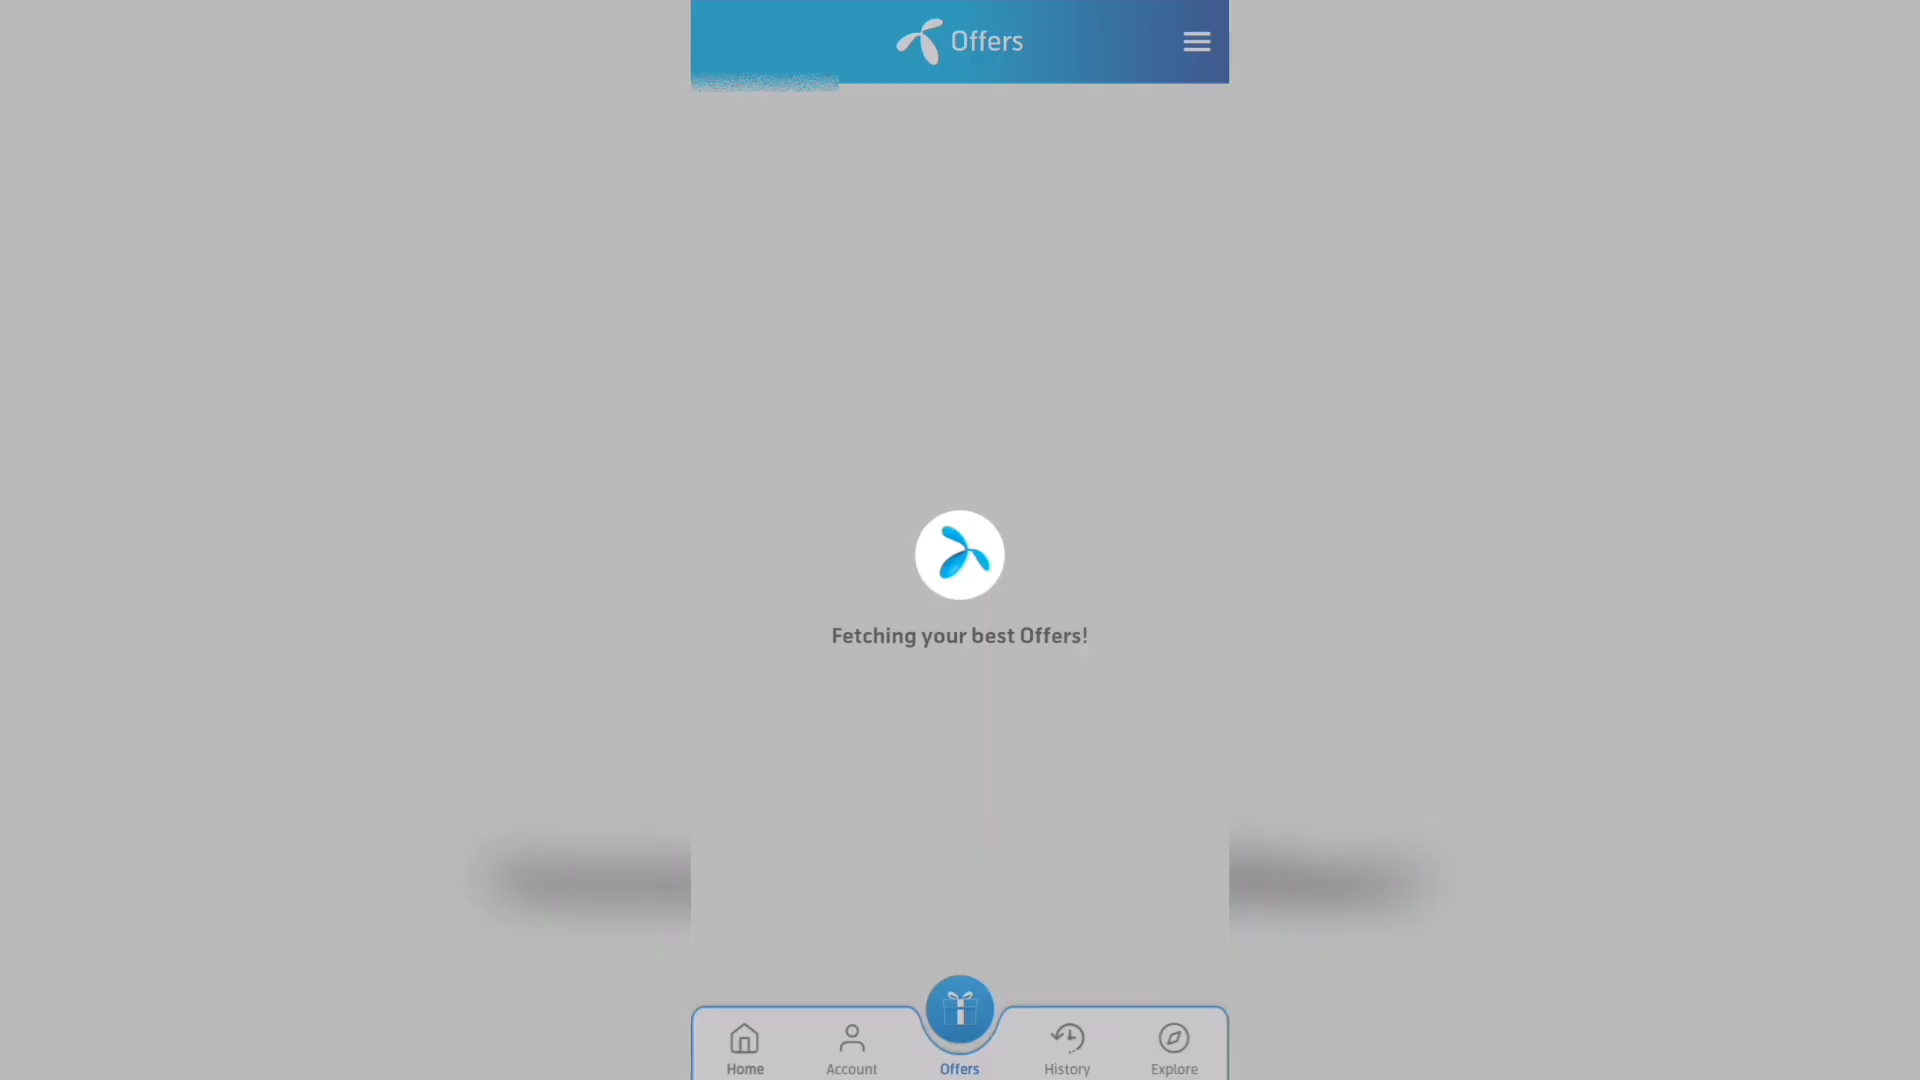 Offers
Fetching your best Offers!
Home
Account
Offers
History
Explore